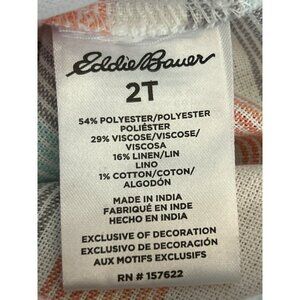 Eddie Bauer
2T
54% POLYESTER/POLYESTER
POLIÉSTER
29% VISCOSE/VISCOSE/
VISCOSA
16% LINEN/LIN
LINO
1% COTTON/COTON/
ALGODÓN
MADE IN INDIA
FABRIQUÉ EN INDE
HECHO EN INDIA
EXCLUSIVE OF DECORATION
EXCLUSIVO DE DECORACIÓN
AUX MOTIFS EXCLUSIFS
RN # 157622